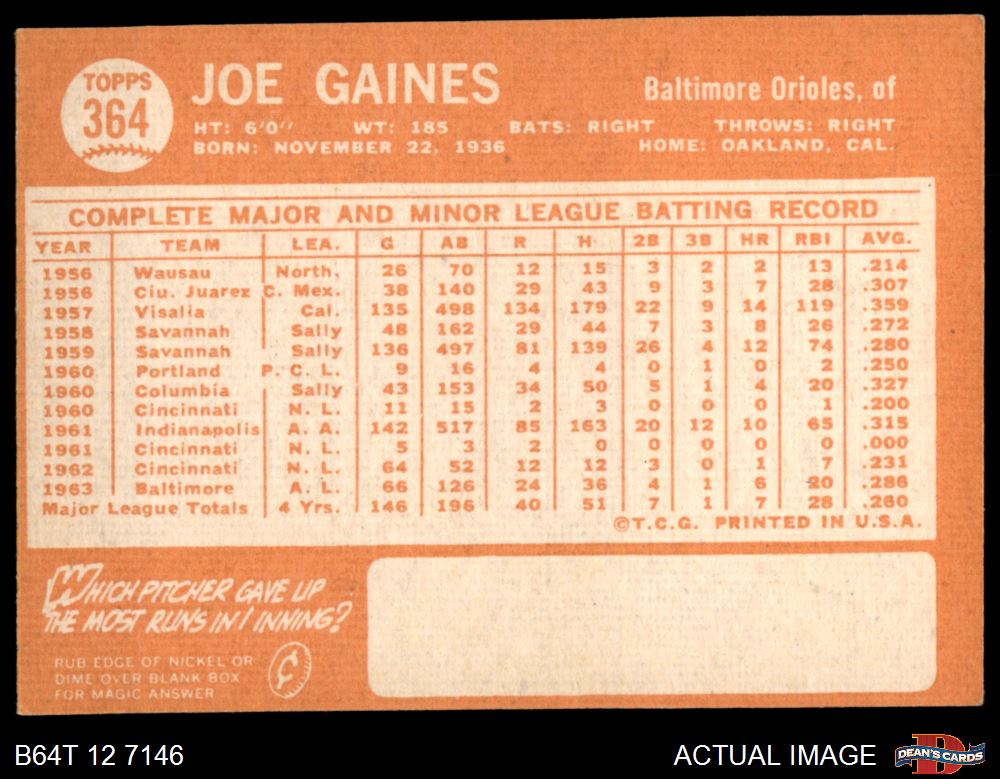 TOPPS
364
JOE GAINES
Baltimore Orioles, of
HT: 6'0" WT: 185 BATS: RIGHT THROWS: RIGHT
BORN: NOVEMBER 22, 1936 HOME: OAKLAND, CAL.
COMPLETE MAJOR AND MINOR LEAGUE BATTING RECORD
YEAR TEAM LEA. G AB R H 2B 3B HR RBI AVG.
1956 Wausau North. 26 70 12 15 3 2 2 13 .214
1956 Ciu. Juarez C. Mex. 38 140 29 43 9 3 7 28 .307
1957 Visalia Cal. 135 498 134 179 22 9 14 119 .359
1958 Savannah Sally 48 162 29 44 7 3 8 26 .272
1959 Savannah Sally 136 497 81 139 26 4 12 74 .280
1960 Portland P. C. L. 9 16 4 4 0 1 0 2 .250
1960 Columbia Sally 43 153 34 50 5 1 4 20 .327
1960 Cincinnati N. L. 11 15 2 3 0 0 0 1 .200
1961 Indianapolis A. A. 142 517 85 163 20 12 10 65 .315
1961 Cincinnati N. L. 5 3 2 0 0 0 0 0 .000
1962 Cincinnati N. L. 64 52 12 12 3 0 1 7 .231
1963 Baltimore A. L. 66 126 24 36 4 1 6 20 .286
Major League Totals 4 Yrs. 146 196 40 51 7 1 7 28 .260
©T.C.G. PRINTED IN U.S.A.
WHICH PITCHER GAVE UP
THE MOST RUNS IN 1 INNING?
RUB EDGE OF NICKEL OR
DIME OVER BLANK BOX
FOR MAGIC ANSWER
¢
B64T 12 7146
ACTUAL IMAGE
D
DEAN'S CARDS